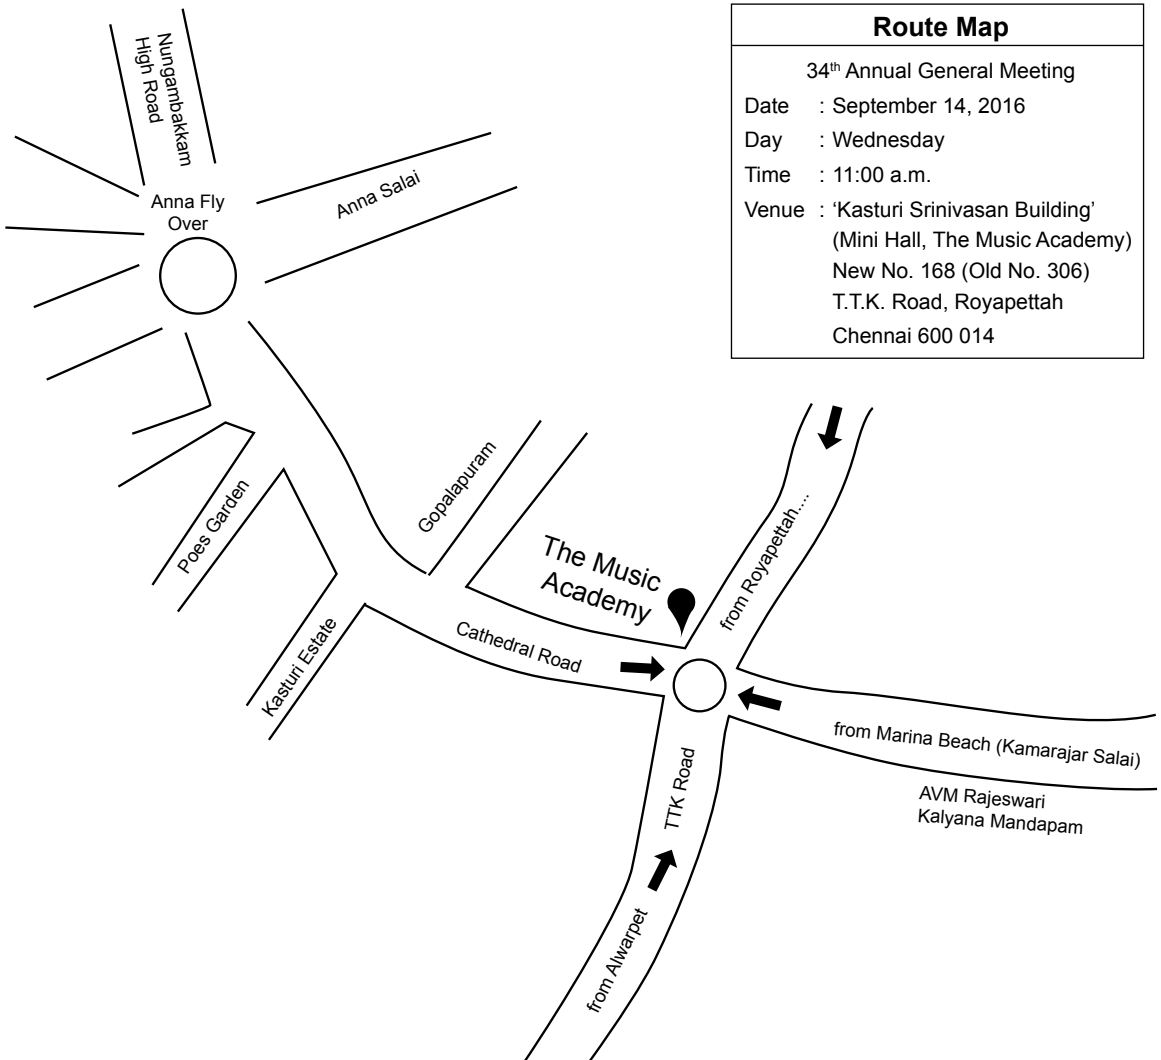 Route Map
34th Annual General Meeting
Date : September 14, 2016
Day : Wednesday
Time : 11:00 a.m.
Venue : ‘Kasturi Srinivasan Building’
(Mini Hall, The Music Academy)
New No. 168 (Old No. 306)
T.T.K. Road, Royapettah
Chennai 600 014
Nungambakkam
High Road
Anna Fly
Over
Anna Salai
Poes Garden
Gopalapuram
Kasturi Estate
The Music
Academy
Cathedral Road
from Royapettah....
from Marina Beach (Kamarajar Salai)
AVM Rajeswari
Kalyana Mandapam
TTK Road
from Alwarpet